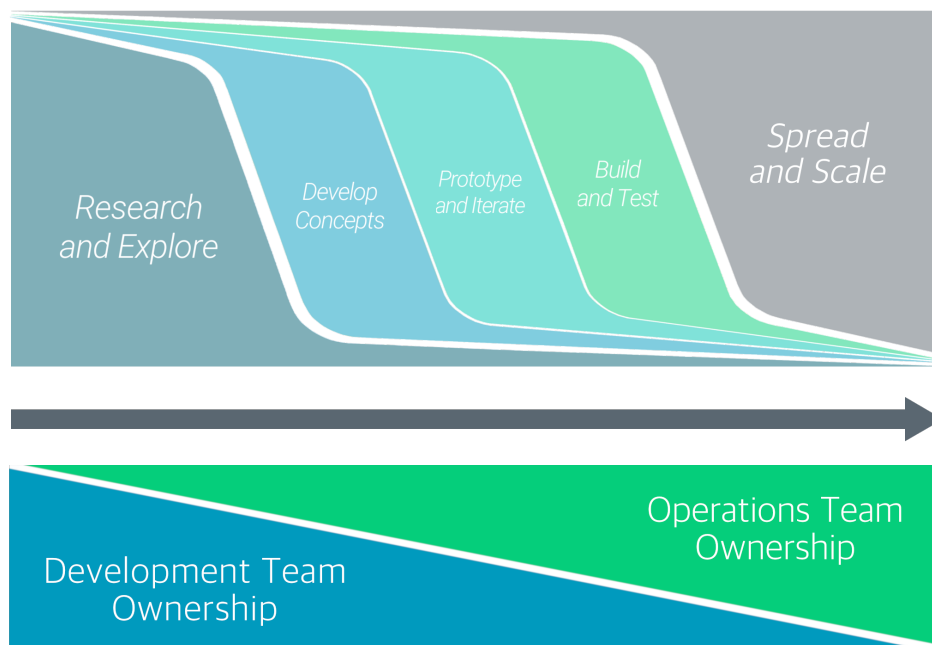 Research
and Explore
Develop
Concepts
Prototype
and Iterate
Build
and Test
Spread
and Scale
Development Team
Ownership
Operations Team
Ownership